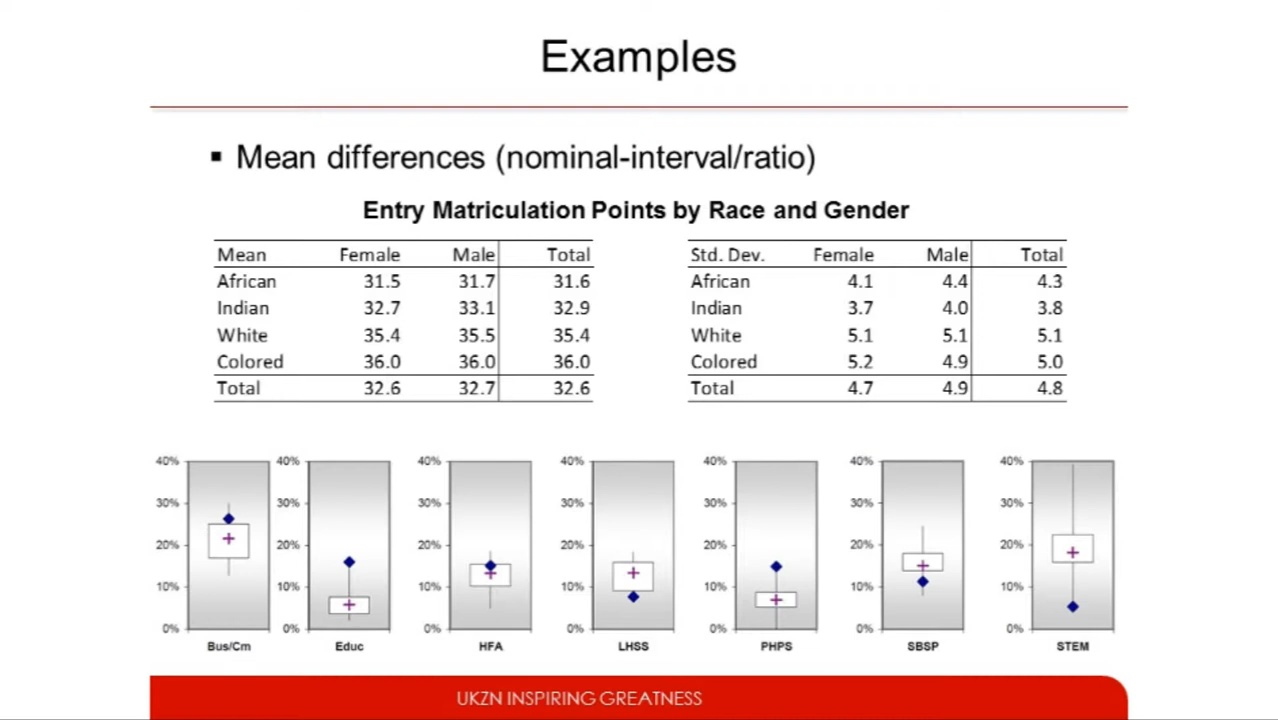 Examples
▪ Mean differences (nominal-interval/ratio)
Entry Matriculation Points by Race and Gender
Mean Female Male Total
African 31.5 31.7 31.6
Indian 32.7 33.1 32.9
White 35.4 35.5 35.4
Colored 36.0 36.0 36.0
Total 32.6 32.7 32.6
Std. Dev. Female Male Total
African 4.1 4.4 4.3
Indian 3.7 4.0 3.8
White 5.1 5.1 5.1
Colored 5.2 4.9 5.0
Total 4.7 4.9 4.8
40% 40% 40% 40% 40% 40% 40%
30% 30% 30% 30% 30% 30% 30%
20% 20% 20% 20% 20% 20% 20%
10% 10% 10% 10% 10% 10% 10%
0% 0% 0% 0% 0% 0% 0%
Bus/Cm Educ HFA LHSS PHPS SBSP STEM
UKZN INSPIRING GREATNESS